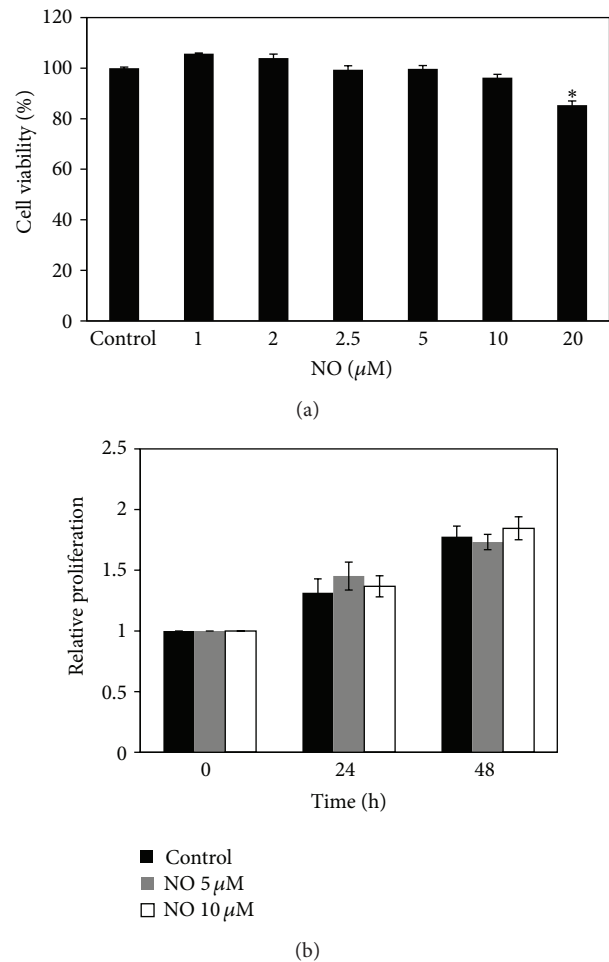 120
100
80
60
40
20
0
Cell viability (%)
*
Control 1 2 2.5 5 10 20
NO (μM)
(a)
2.5
2
1.5
1
0.5
0
Relative proliferation
0 24 48
Time (h)
Control
NO 5 μM
NO 10 μM
(b)